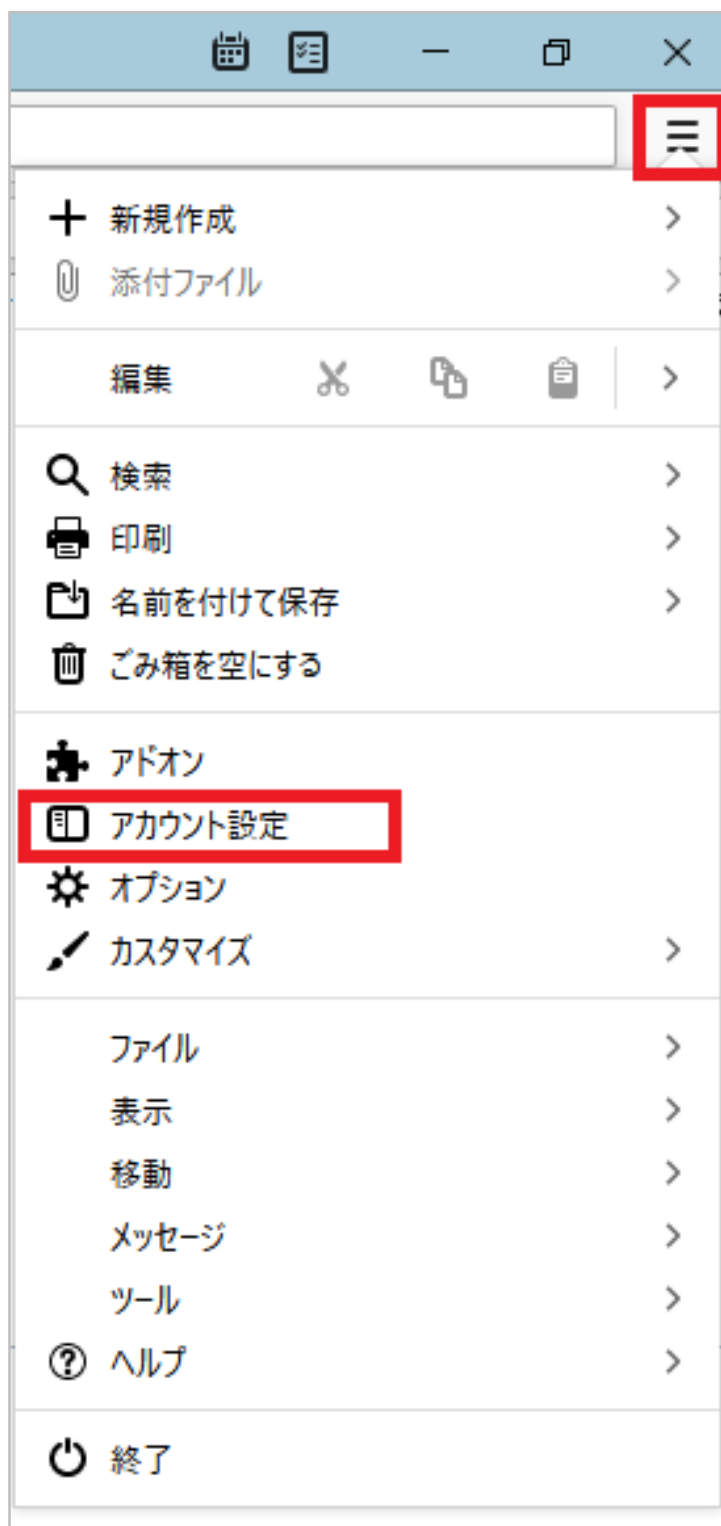 新規作成
添付ファイル
編集
検索
印刷
名前を付けて保存
ごみ箱を空にする
アドオン
アカウント設定
オプション
カスタマイズ
ファイル
表示
移動
メッセージ
ツール
ヘルプ
終了